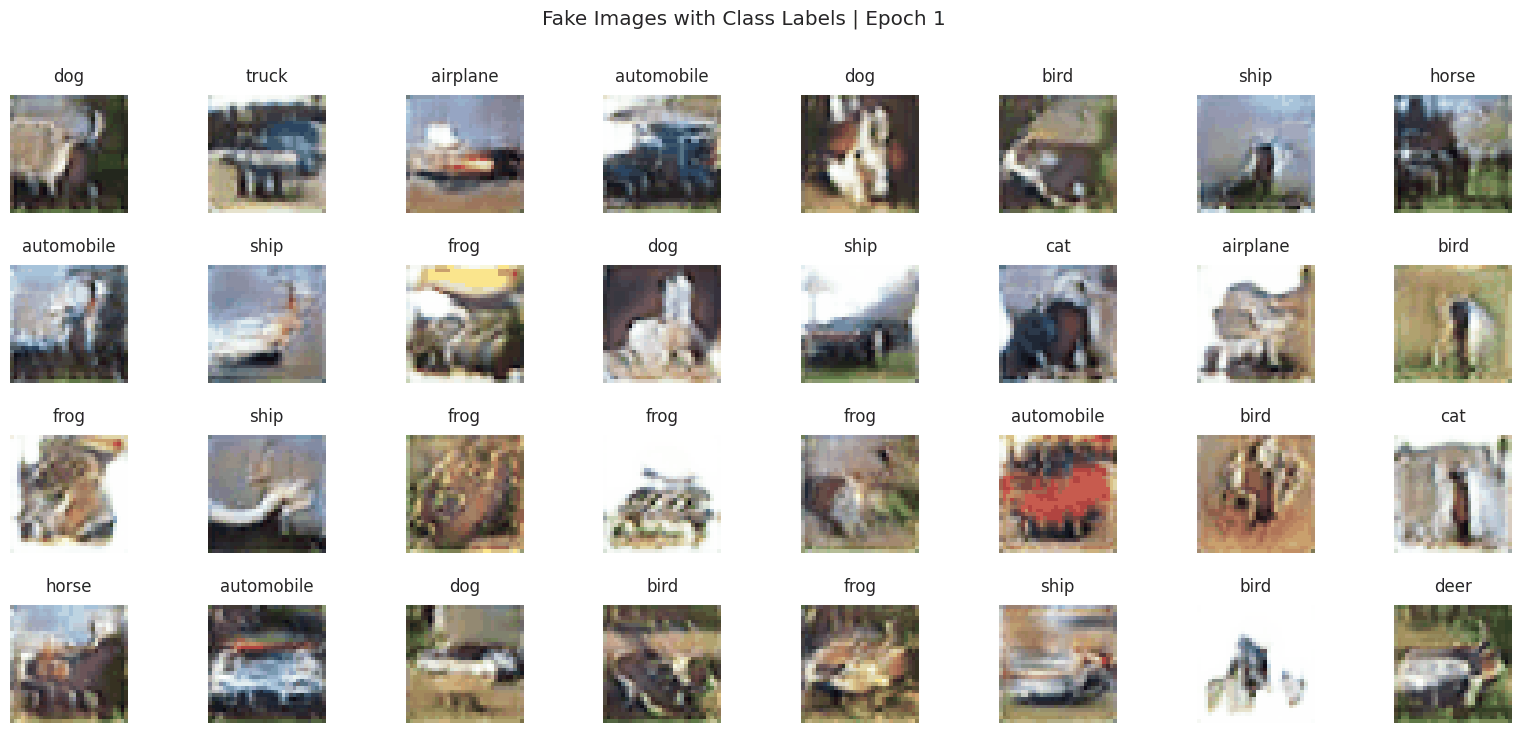 Fake Images with Class Labels | Epoch 1
dog truck airplane automobile dog bird ship horse
automobile ship frog dog ship cat airplane bird
frog ship frog frog frog automobile bird cat
horse automobile dog bird frog ship bird deer